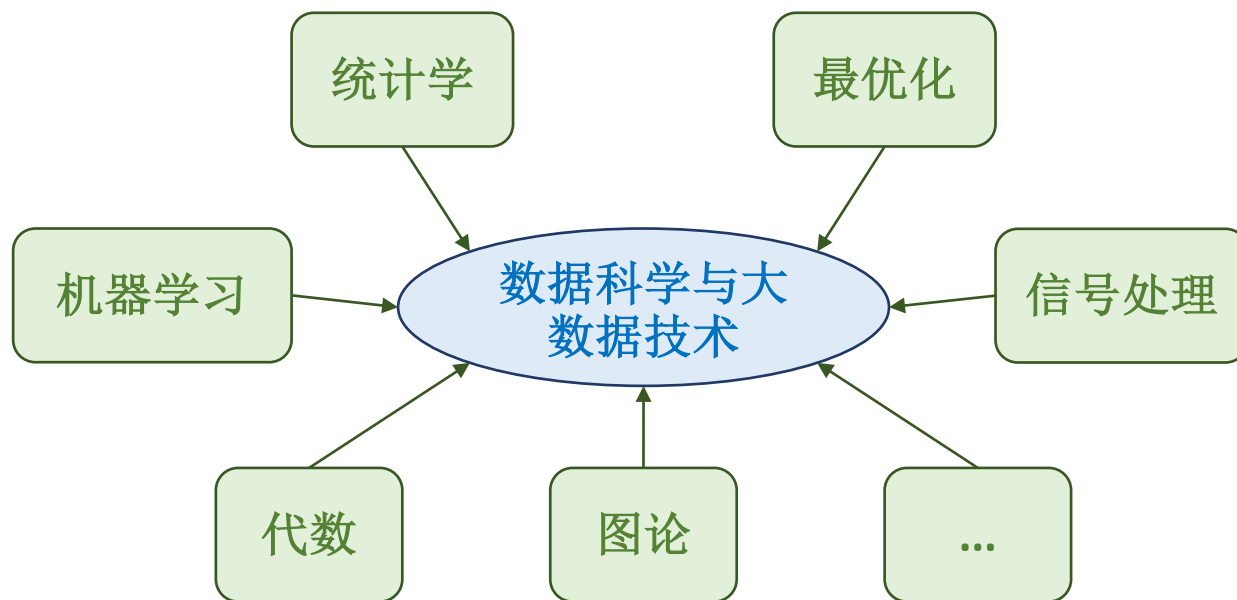 统计学
最优化
机器学习
数据科学与大
数据技术
信号处理
代数
图论
...